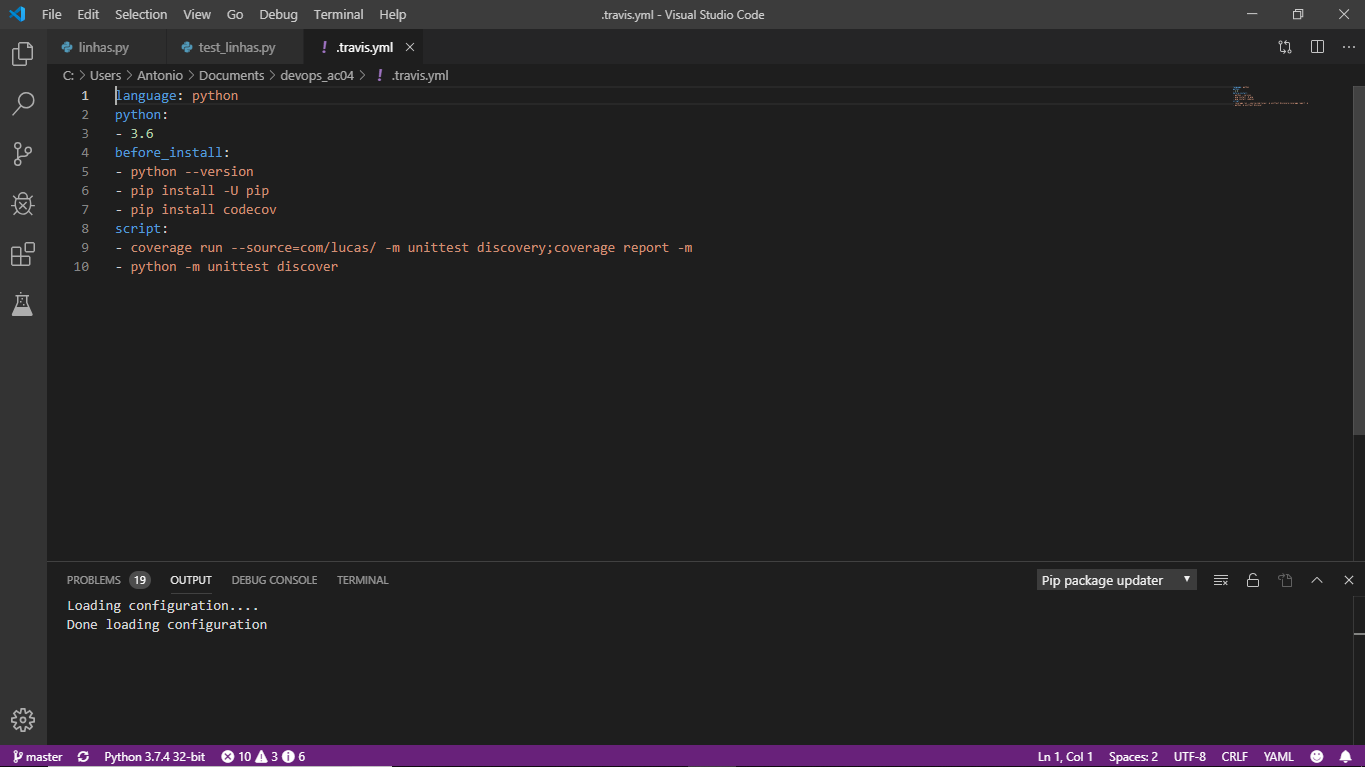 File Edit Selection View Go Debug Terminal Help .travis.yml - Visual Studio Code
linhas.py test_linhas.py ! .travis.yml
C: > Users > Antonio > Documents > devops_ac04 > ! .travis.yml
1 language: python
2 python:
3 - 3.6
4 before_install:
5 - python --version
6 - pip install -U pip
7 - pip install codecov
8 script:
9 - coverage run --source=com/lucas/ -m unittest discovery;coverage report -m
10 - python -m unittest discover
PROBLEMS 19 OUTPUT DEBUG CONSOLE TERMINAL Pip package updater
Loading configuration....
Done loading configuration
master Python 3.7.4 32-bit 10 3 6 Ln 1, Col 1 Spaces: 2 UTF-8 CRLF YAML